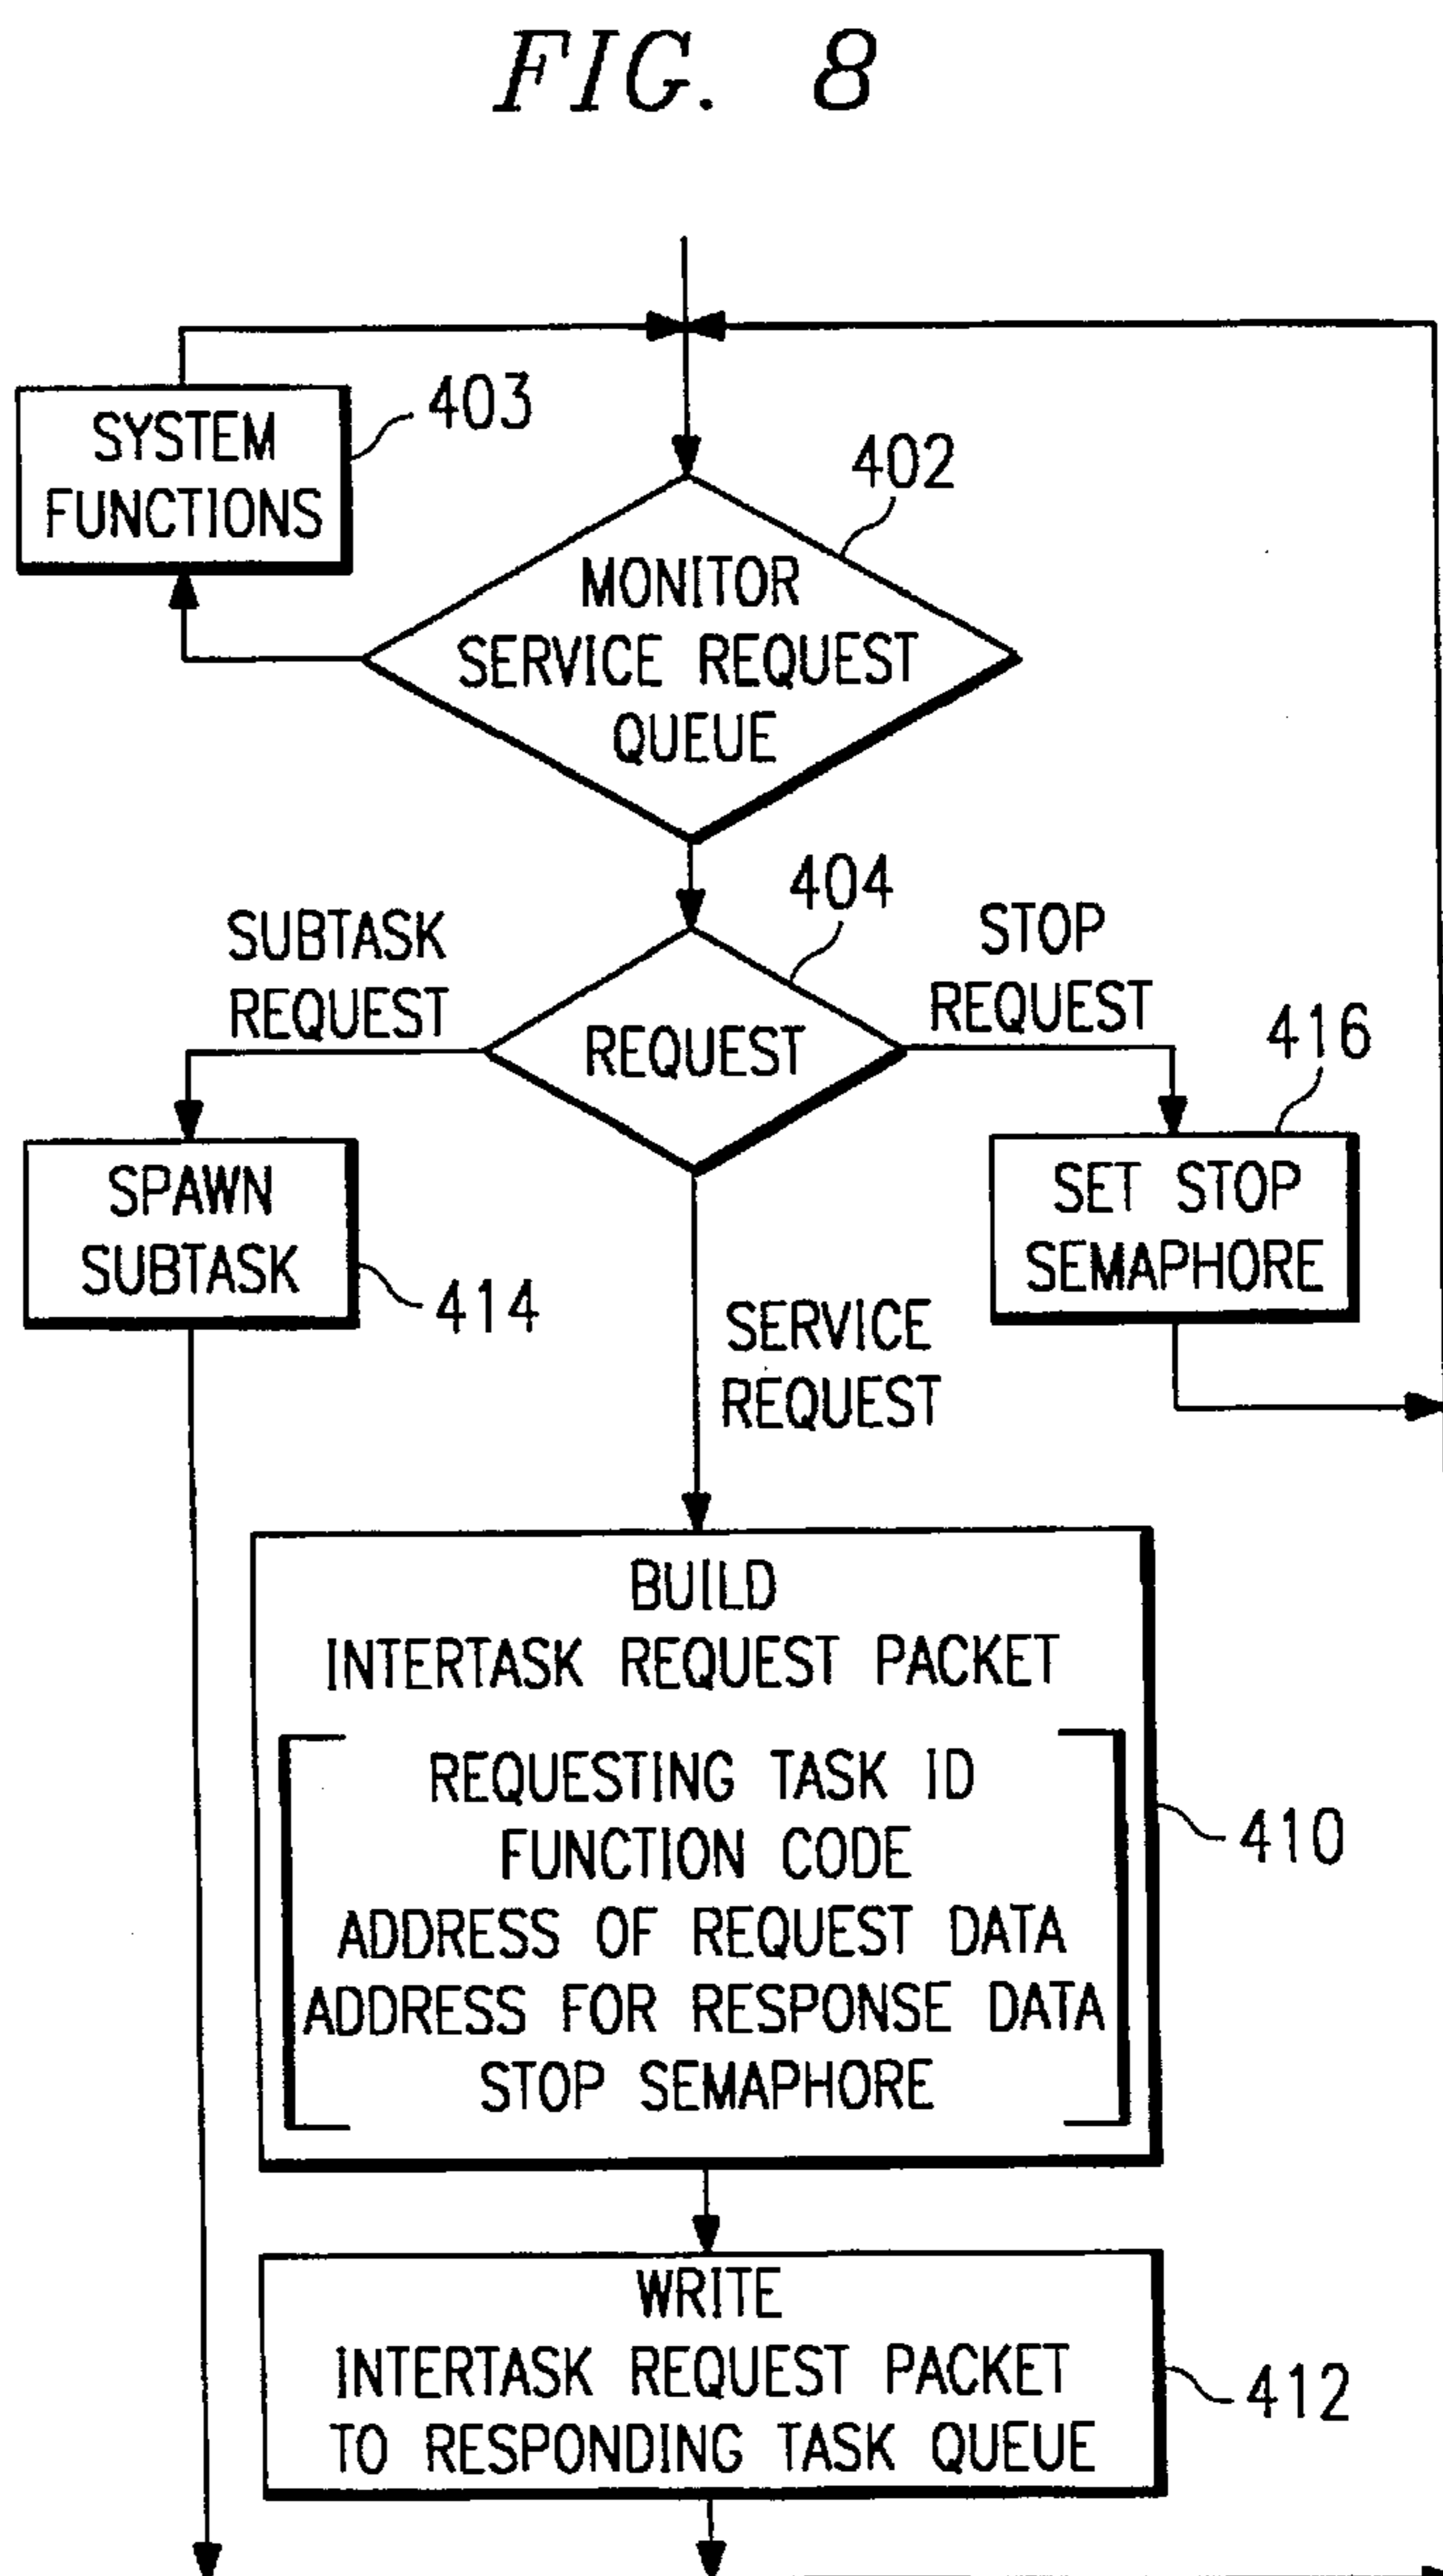 FIG. 8
403
SYSTEM
FUNCTIONS
402
MONITOR
SERVICE REQUEST
QUEUE
404
SUBTASK
REQUEST
STOP
REQUEST
REQUEST
416
SPAWN
SUBTASK
414
SET STOP
SEMAPHORE
SERVICE
REQUEST
BUILD
INTERTASK REQUEST PACKET
REQUESTING TASK ID
FUNCTION CODE
ADDRESS OF REQUEST DATA
ADDRESS FOR RESPONSE DATA
STOP SEMAPHORE
410
WRITE
INTERTASK REQUEST PACKET
TO RESPONDING TASK QUEUE
412